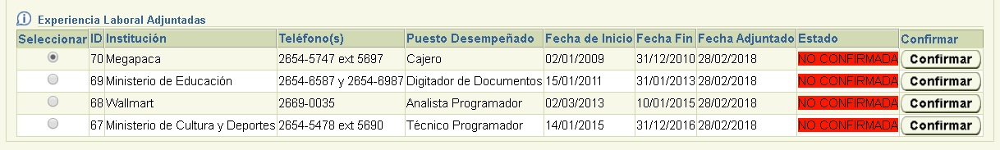 Experiencia Laboral Adjuntadas
Seleccionar ID Institución Teléfono(s) Puesto Desempeñado Fecha de Inicio Fecha Fin Fecha Adjuntado Estado Confirmar
70 Megapaca 2654-5747 ext 5697 Cajero 02/01/2009 31/12/2010 28/02/2018 NO CONFIRMADA Confirmar
69 Ministerio de Educación 2654-6587 y 2654-6987 Digitador de Documentos 15/01/2011 31/01/2013 28/02/2018 NO CONFIRMADA Confirmar
68 Wallmart 2669-0035 Analista Programador 02/03/2013 10/01/2015 28/02/2018 NO CONFIRMADA Confirmar
67 Ministerio de Cultura y Deportes 2654-5478 ext 5690 Técnico Programador 14/01/2015 31/12/2016 28/02/2018 NO CONFIRMADA Confirmar